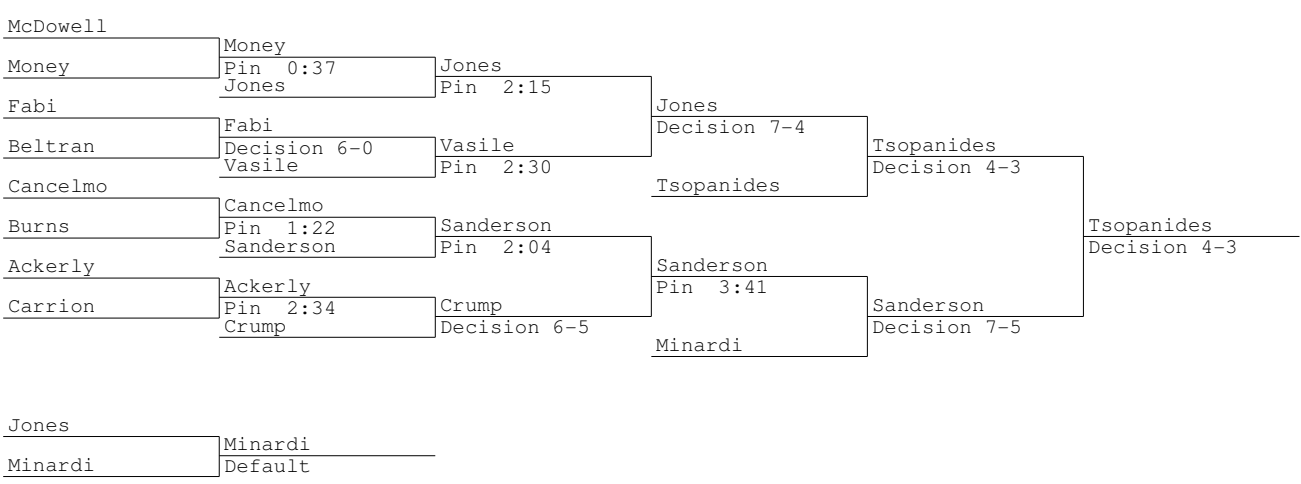 McDowell
Money
Money
Pin 0:37
Jones
Jones
Pin 2:15
Fabi
Jones
Decision 7-4
Fabi
Beltran
Decision 6-0
Vasile
Vasile
Pin 2:30
Tsopanides
Decision 4-3
Cancelmo
Tsopanides
Cancelmo
Burns
Pin 1:22
Sanderson
Sanderson
Pin 2:04
Tsopanides
Decision 4-3
Ackerly
Sanderson
Pin 3:41
Ackerly
Carrion
Pin 2:34
Crump
Crump
Decision 6-5
Sanderson
Decision 7-5
Minardi
Jones
Minardi
Minardi
Default